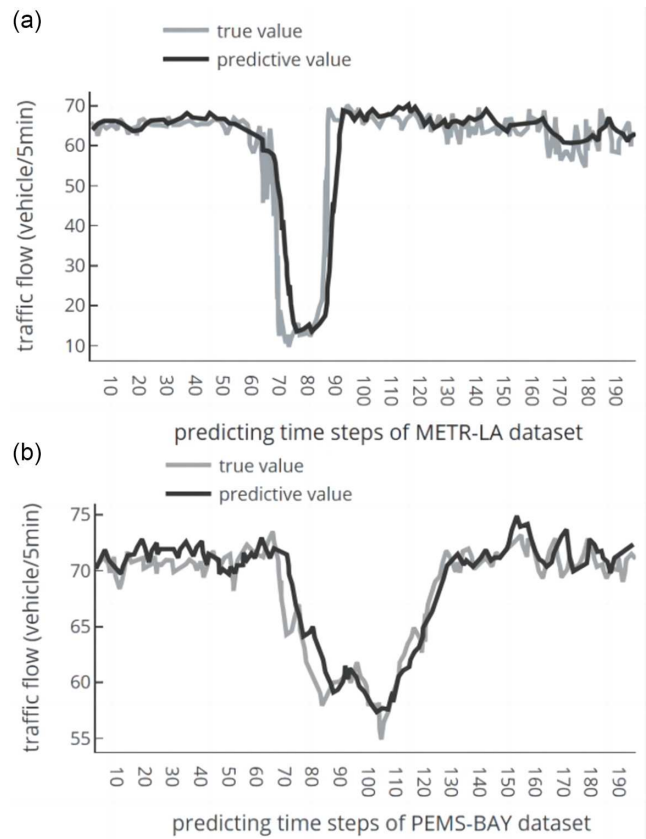 (a)
true value
predictive value
traffic flow (vehicle/5min)
70
60
50
40
30
20
10
10 20 30 40 50 60 70 80 90 100 110 120 130 140 150 160 170 180 190
predicting time steps of METR-LA dataset
(b)
true value
predictive value
traffic flow (vehicle/5min)
75
70
65
60
55
10 20 30 40 50 60 70 80 90 100 110 120 130 140 150 160 170 180 190
predicting time steps of PEMS-BAY dataset